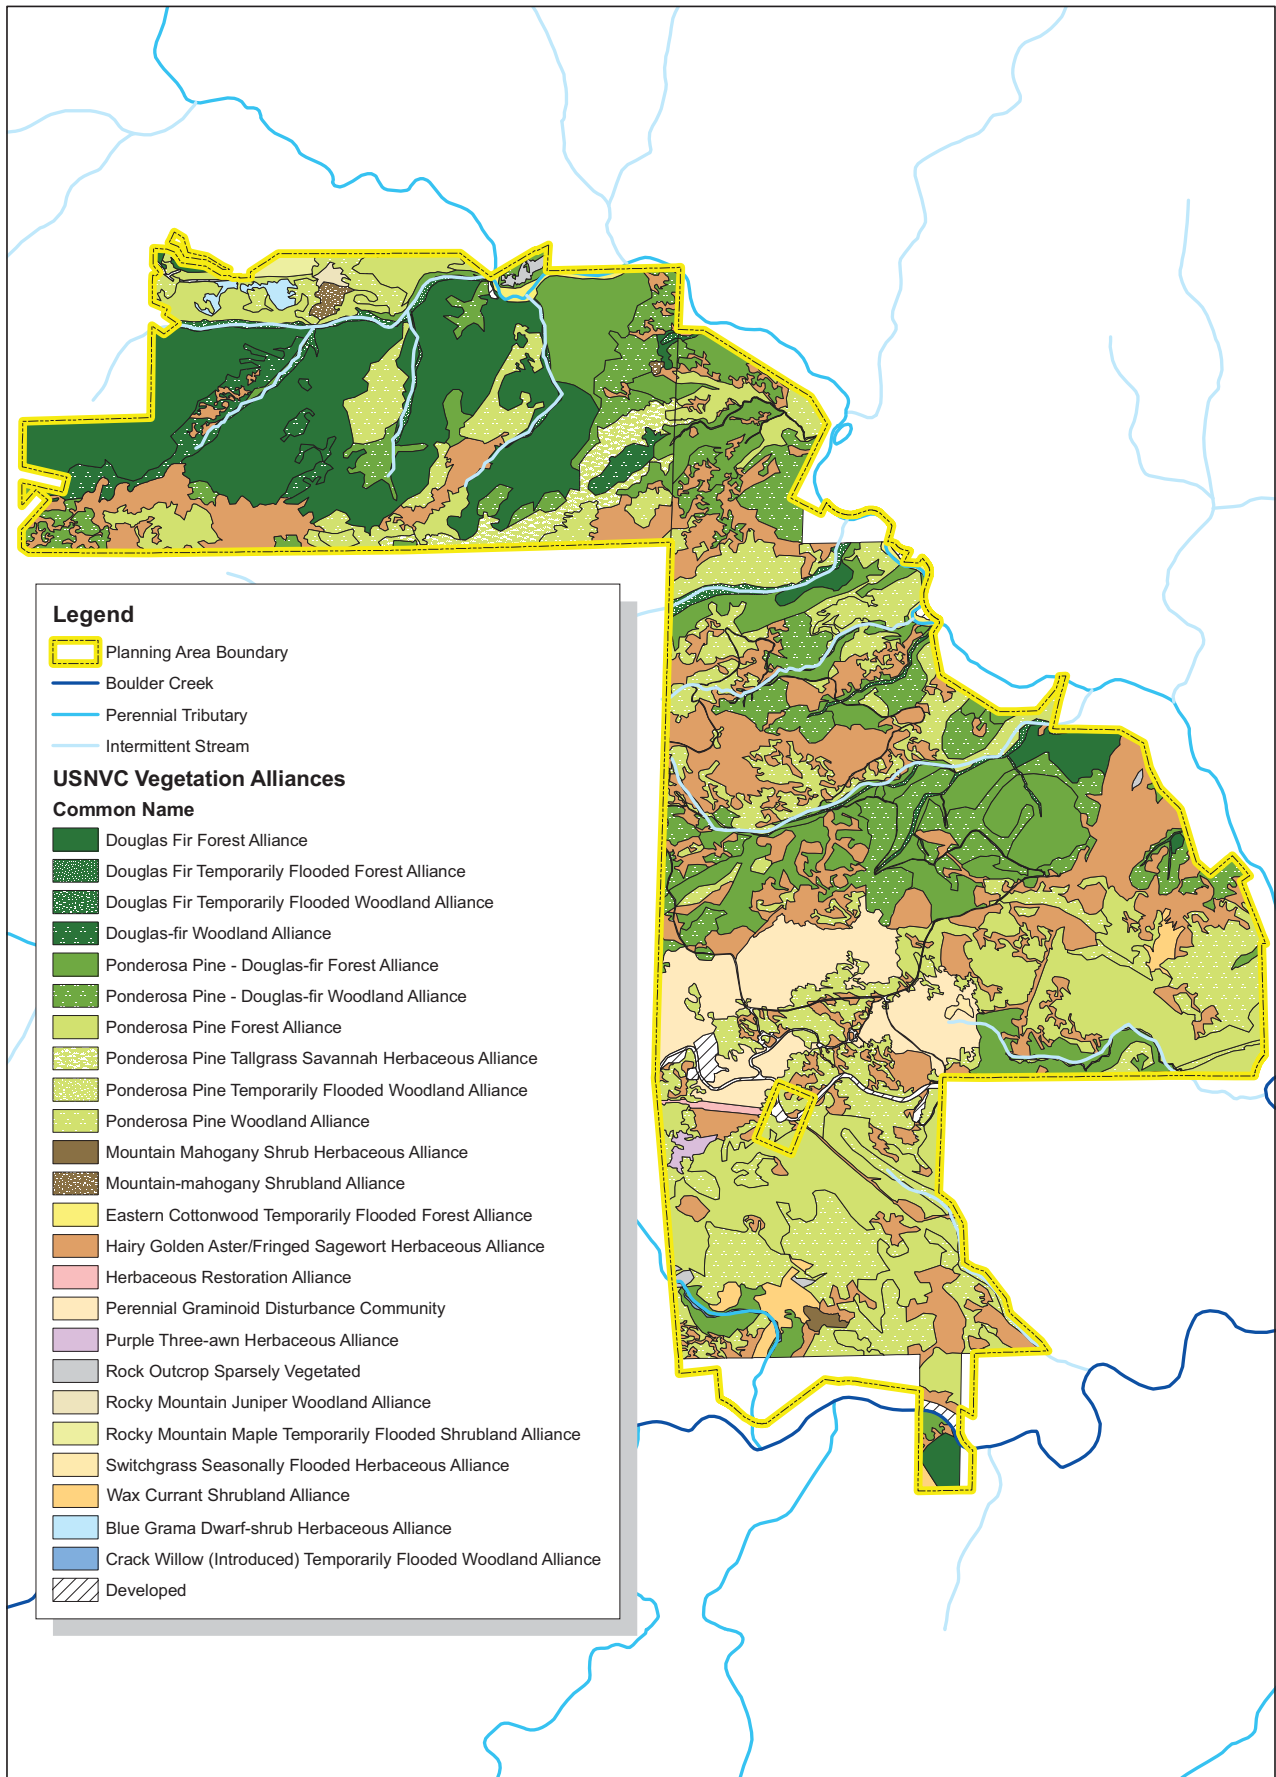 Legend
Planning Area Boundary
Boulder Creek
Perennial Tributary
Intermittent Stream
USNVC Vegetation Alliances
Common Name
Douglas Fir Forest Alliance
Douglas Fir Temporarily Flooded Forest Alliance
Douglas Fir Temporarily Flooded Woodland Alliance
Douglas-fir Woodland Alliance
Ponderosa Pine - Douglas-fir Forest Alliance
Ponderosa Pine - Douglas-fir Woodland Alliance
Ponderosa Pine Forest Alliance
Ponderosa Pine Tallgrass Savannah Herbaceous Alliance
Ponderosa Pine Temporarily Flooded Woodland Alliance
Ponderosa Pine Woodland Alliance
Mountain Mahogany Shrub Herbaceous Alliance
Mountain-mahogany Shrubland Alliance
Eastern Cottonwood Temporarily Flooded Forest Alliance
Hairy Golden Aster/Fringed Sagewort Herbaceous Alliance
Herbaceous Restoration Alliance
Perennial Graminoid Disturbance Community
Purple Three-awn Herbaceous Alliance
Rock Outcrop Sparsely Vegetated
Rocky Mountain Juniper Woodland Alliance
Rocky Mountain Maple Temporarily Flooded Shrubland Alliance
Switchgrass Seasonally Flooded Herbaceous Alliance
Wax Currant Shrubland Alliance
Blue Grama Dwarf-shrub Herbaceous Alliance
Crack Willow (Introduced) Temporarily Flooded Woodland Alliance
Developed